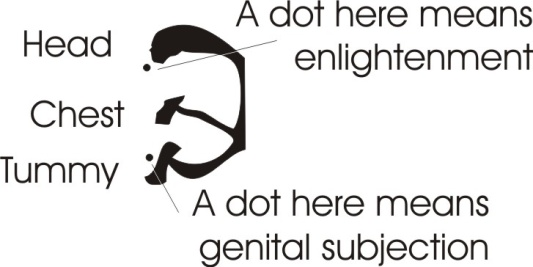 A dot here means
enlightenment
Head
Chest
Tummy
A dot here means
genital subjection